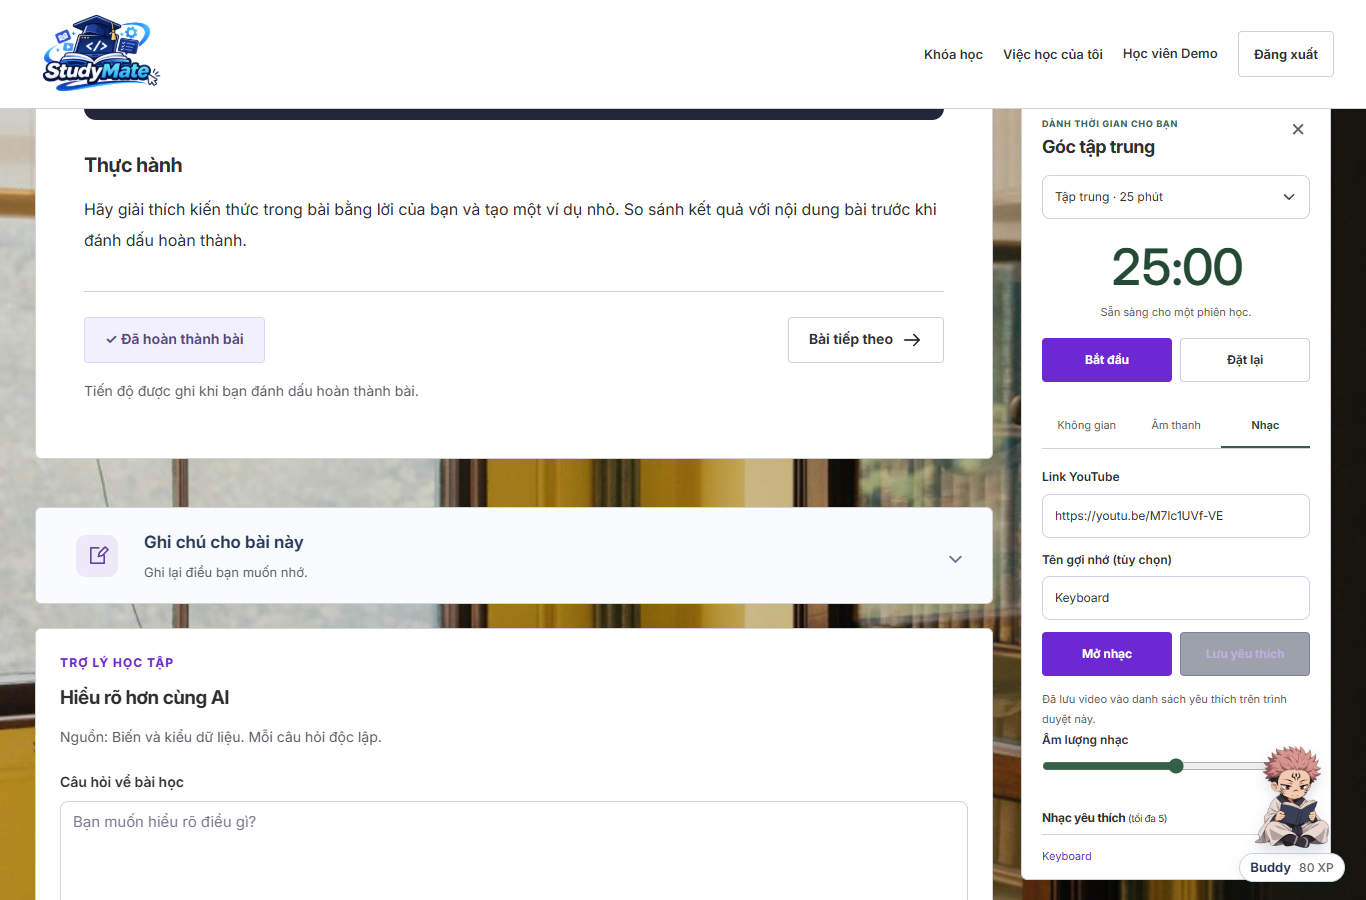 </>
StudyMate
Khóa học
Việc học của tôi
Học viên Demo
Đăng xuất
Thực hành
Hãy giải thích kiến thức trong bài bằng lời của bạn và tạo một ví dụ nhỏ. So sánh kết quả với nội dung bài trước khi
đánh dấu hoàn thành.
✓ Đã hoàn thành bài
Bài tiếp theo →
Tiến độ được ghi khi bạn đánh dấu hoàn thành bài.
Ghi chú cho bài này
Ghi lại điều bạn muốn nhớ.
TRỢ LÝ HỌC TẬP
Hiểu rõ hơn cùng AI
Nguồn: Biến và kiểu dữ liệu. Mỗi câu hỏi độc lập.
Câu hỏi về bài học
Bạn muốn hiểu rõ điều gì?
DÀNH THỜI GIAN CHO BẠN
Góc tập trung
Tập trung · 25 phút
25:00
Sẵn sàng cho một phiên học.
Bắt đầu
Đặt lại
Không gian
Âm thanh
Nhạc
Link YouTube
https://youtu.be/M7lc1UVf-VE
Tên gợi nhớ (tùy chọn)
Keyboard
Mở nhạc
Lưu yêu thích
Đã lưu video vào danh sách yêu thích trên trình
duyệt này.
Âm lượng nhạc
Nhạc yêu thích (tối đa 5)
Keyboard
Buddy 80 XP